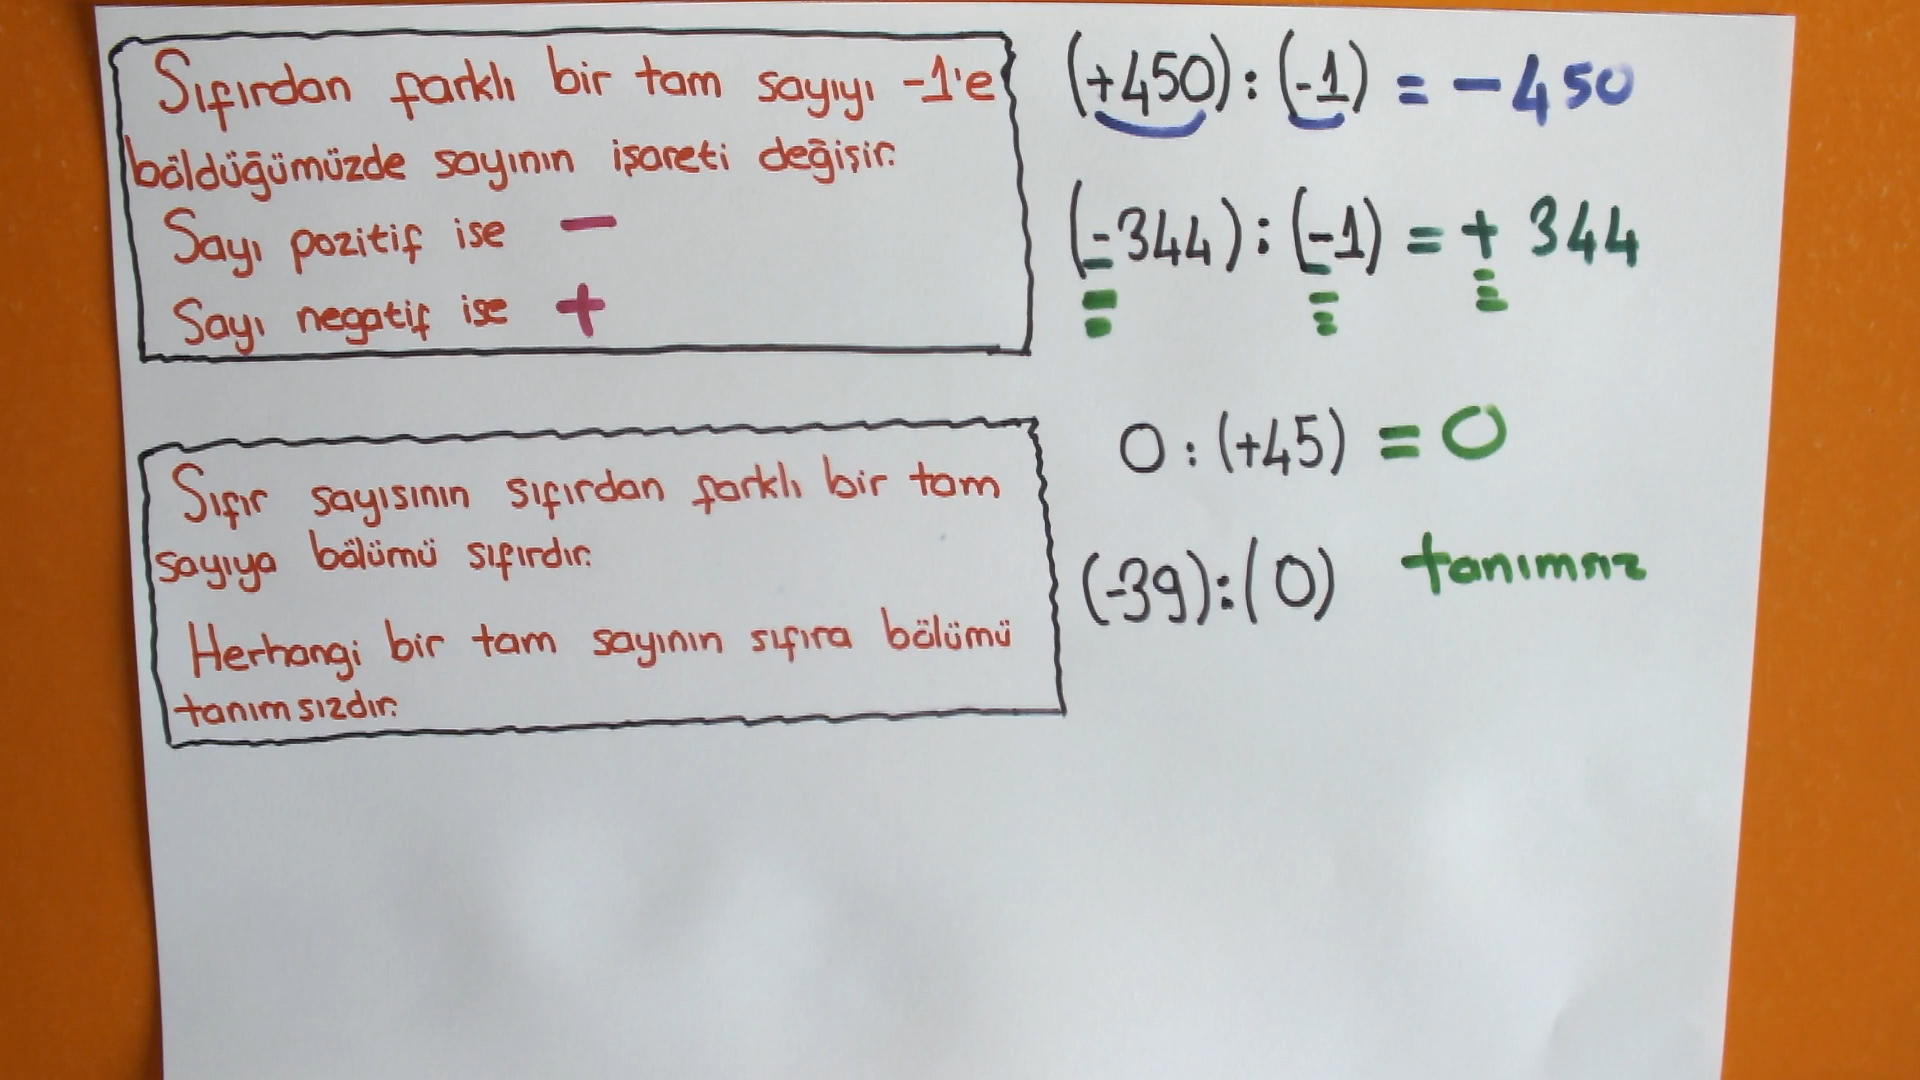 Sıfırdan farklı bir tam sayıyı -1'e
böldüğümüzde sayının işareti değişir.
Sayı pozitif ise −
Sayı negatif ise +
(+450) : (-1) = -450
(-344) : (-1) = + 344
Sıfır sayısının sıfırdan farklı bir tam
sayıya bölümü sıfırdır.
Herhangi bir tam sayının sıfıra bölümü
tanımsızdır.
0 : (+45) = 0
(-39) : (0) tanımsız